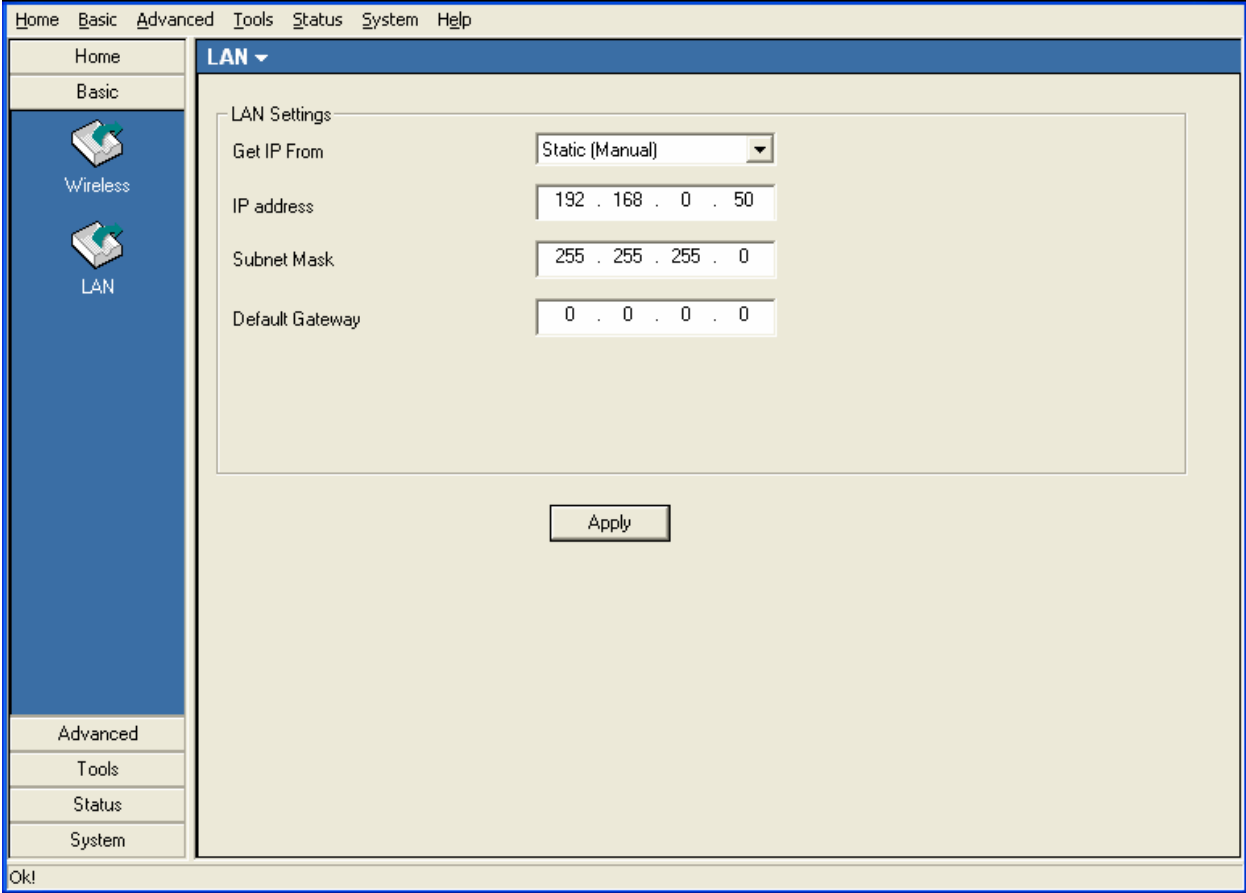 Home Basic Advanced Tools Status System Help
Home
Basic
Wireless
LAN
Advanced
Tools
Status
System
LAN
LAN Settings
Get IP From Static (Manual)
IP address 192 . 168 . 0 . 50
Subnet Mask 255 . 255 . 255 . 0
Default Gateway 0 . 0 . 0 . 0
Apply
Ok!